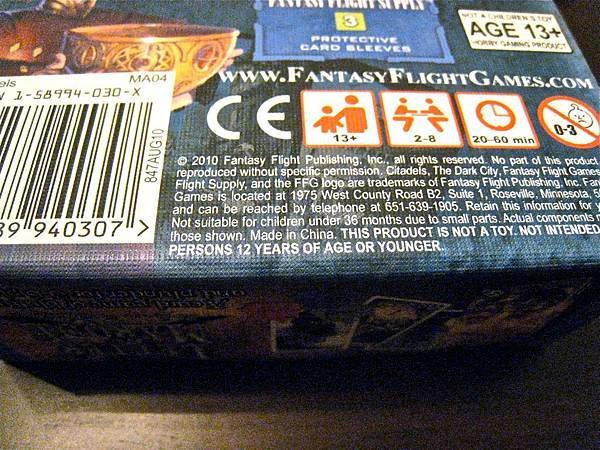 FANTASY FLIGHT SUPPLY
3
PROTECTIVE
CARD SLEEVES
NOT A CHILDREN'S TOY
AGE 13+
HOBBY GAMING PRODUCT
www.FantasyFlightGames.com
els MA04
1-58994-030-X
847AUG10
89 940307 >
CE
13+
2-8
20-60 min
0-3
© 2010 Fantasy Flight Publishing, Inc., all rights reserved. No part of this product
reproduced without specific permission. Citadels, The Dark City, Fantasy Flight Games
Flight Supply, and the FFG logo are trademarks of Fantasy Flight Publishing, Inc. Fan
Games is located at 1975 West County Road B2, Suite 1, Roseville, Minnesota, 5
and can be reached by telephone at 651-639-1905. Retain this information for y
Not suitable for children under 36 months due to small parts. Actual components m
those shown. Made in China. THIS PRODUCT IS NOT A TOY. NOT INTENDED
PERSONS 12 YEARS OF AGE OR YOUNGER.